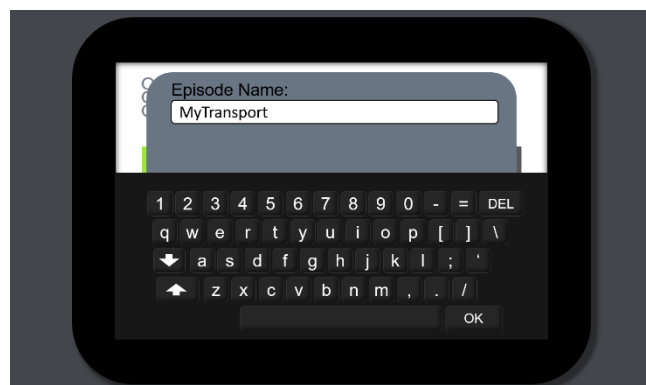 Episode Name:
MyTransport
1 2 3 4 5 6 7 8 9 0 - = DEL
q w e r t y u i o p [ ] \
a s d f g h j k l ; '
z x c v b n m , . /
OK